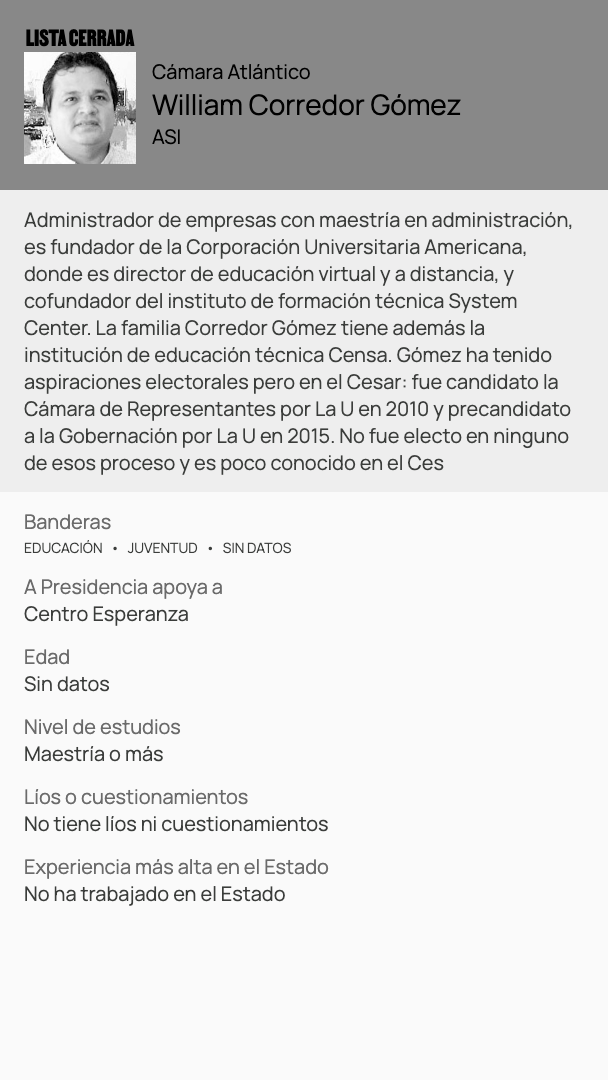 LISTA CERRADA
Cámara Atlántico
William Corredor Gómez
ASI
Administrador de empresas con maestría en administración,
es fundador de la Corporación Universitaria Americana,
donde es director de educación virtual y a distancia, y
cofundador del instituto de formación técnica System
Center. La familia Corredor Gómez tiene además la
institución de educación técnica Censa. Gómez ha tenido
aspiraciones electorales pero en el Cesar: fue candidato la
Cámara de Representantes por La U en 2010 y precandidato
a la Gobernación por La U en 2015. No fue electo en ninguno
de esos proceso y es poco conocido en el Ces
Banderas
EDUCACIÓN • JUVENTUD • SIN DATOS
A Presidencia apoya a
Centro Esperanza
Edad
Sin datos
Nivel de estudios
Maestría o más
Líos o cuestionamientos
No tiene líos ni cuestionamientos
Experiencia más alta en el Estado
No ha trabajado en el Estado